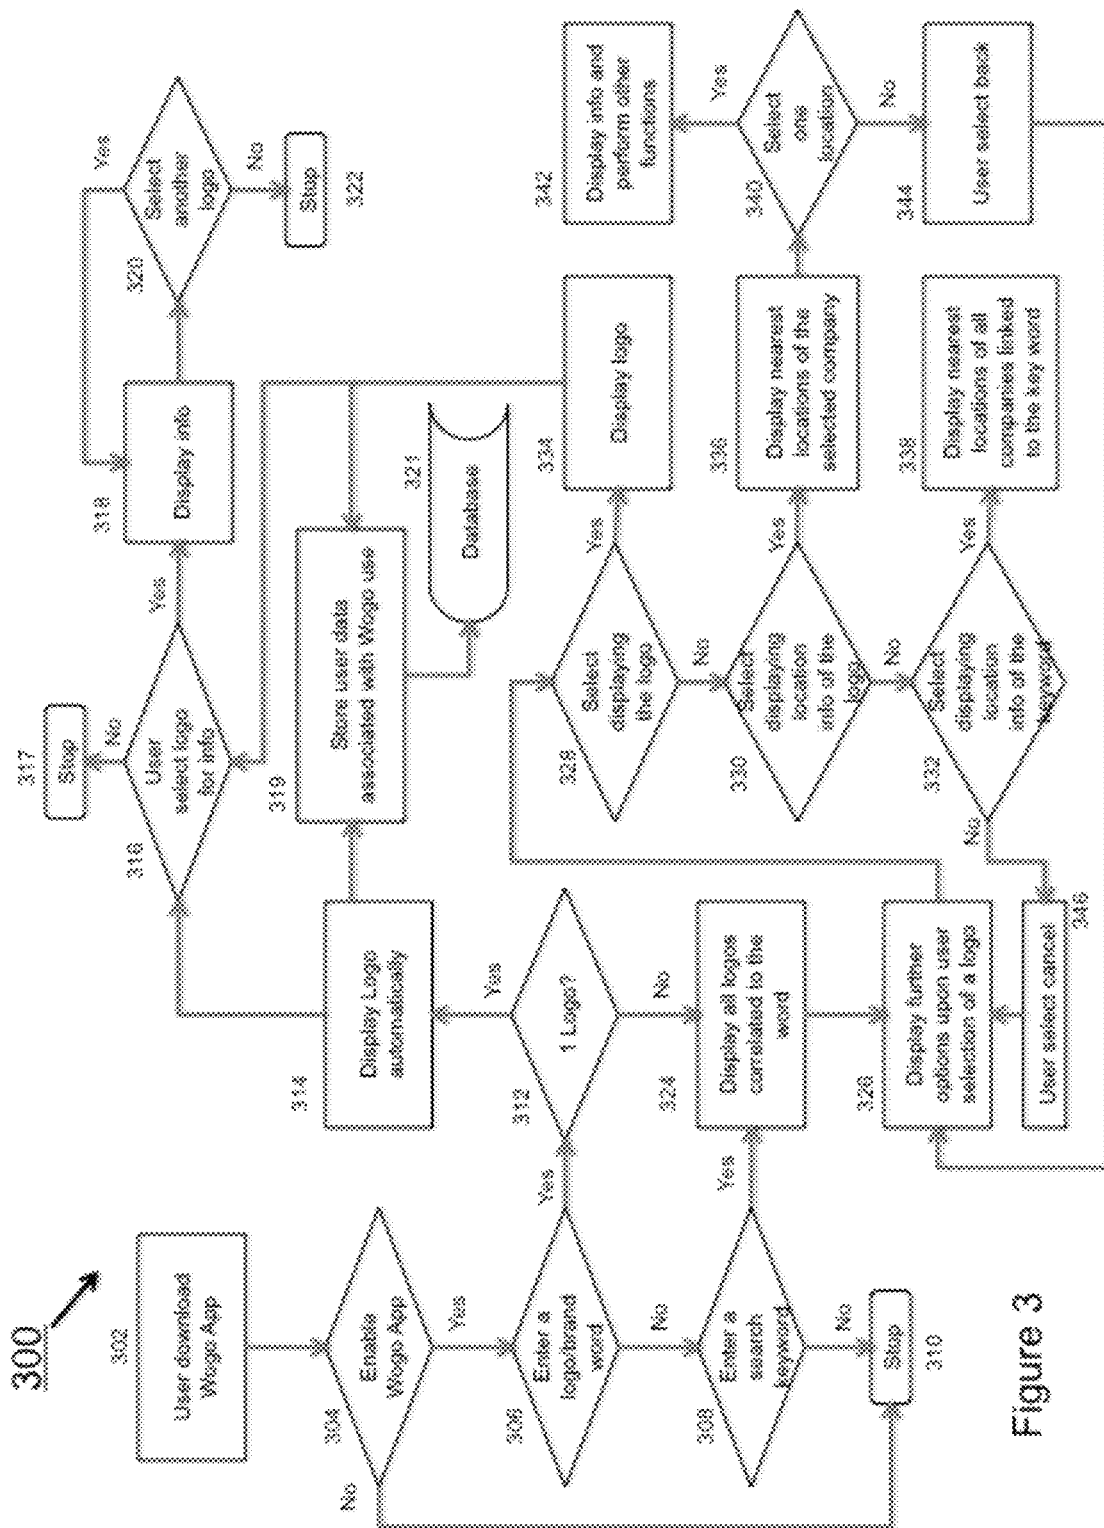 300
302
User download
Wogo App
304
Enable
Wogo App
No
Yes
306
Enter a
logo/brand
word
Yes
No
308
Enter a
search
keyword
Yes
No
Stop
310
312
1 Logo?
Yes
No
314
Display Logo
automatically
324
Display all logos
correlated to the
word
326
Display further
options upon user
selection of a logo
User select cancel
346
316
User
select logo
for info
No
Stop
317
Yes
318
Display info
320
Select
another
logo
Yes
No
Stop
322
319
Store user data
associated with Wogo use
321
Database
328
Select
displaying
the logo
Yes
No
334
Display logo
330
Select
displaying
location
info of the
logo
Yes
No
336
Display nearest
locations of the
selected company
332
Select
displaying
location
info of the
keyword
Yes
No
338
Display nearest
locations of all
companies linked
to the key word
340
Select
one
location
Yes
No
342
Display info and
perform other
functions
344
User select back
Figure 3